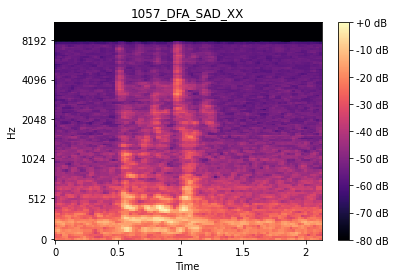 1057_DFA_SAD_XX
+0 dB
8192
-10 dB
4096
-20 dB
-30 dB
2048
Hz
-40 dB
1024
-50 dB
512
-60 dB
-70 dB
0
-80 dB
0 0.5 1 1.5 2
Time